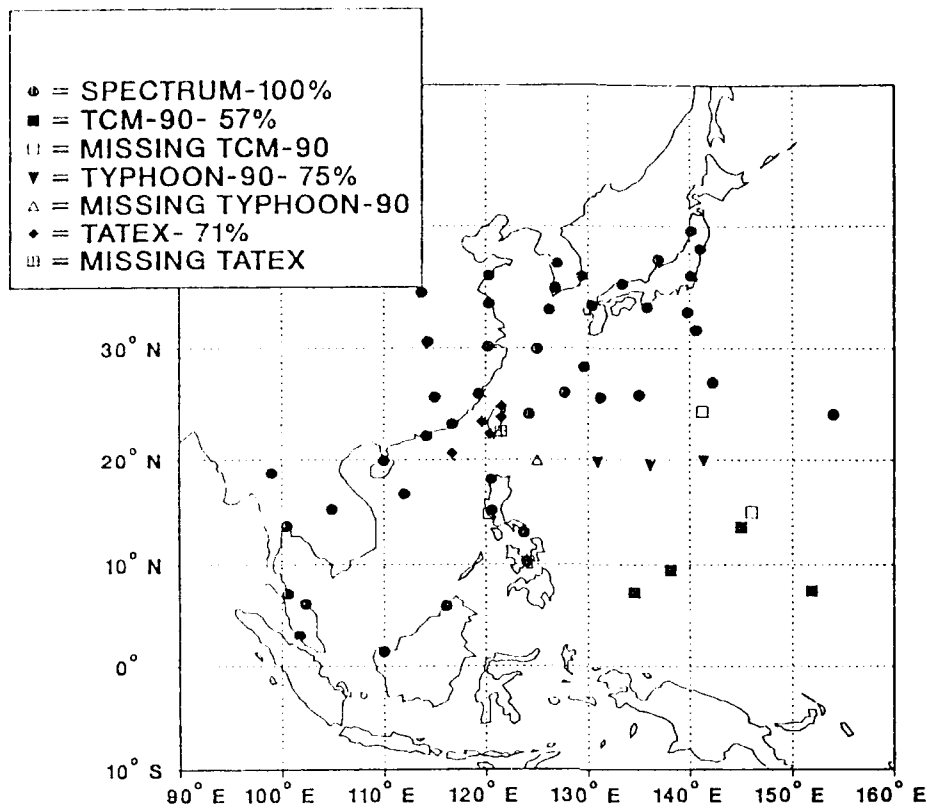 = SPECTRUM-100%
= TCM-90- 57%
= MISSING TCM-90
= TYPHOON-90- 75%
= MISSING TYPHOON-90
= TATEX- 71%
= MISSING TATEX
30° N
20° N
10° N
0°
10° S
90° E 100° E 110° E 120° E 130° E 140° E 150° E 160° E